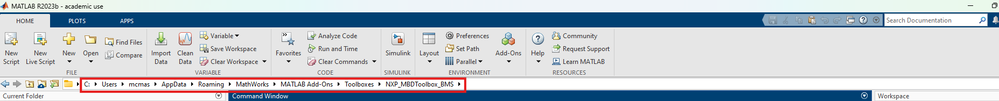 MATLAB R2023b - academic use
HOME PLOTS APPS Search Documentation
New Script
New Live Script
New
Open
Find Files
Compare
FILE
Import Data
Clean Data
Variable
Save Workspace
Clear Workspace
VARIABLE
Favorites
Analyze Code
Run and Time
Clear Commands
CODE
Simulink
SIMULINK
Layout
Preferences
Set Path
Parallel
Add-Ons
ENVIRONMENT
Help
Community
Request Support
Learn MATLAB
RESOURCES
C: Users mcmas AppData Roaming MathWorks MATLAB Add-Ons Toolboxes NXP_MBDToolbox_BMS
Current Folder Command Window Workspace